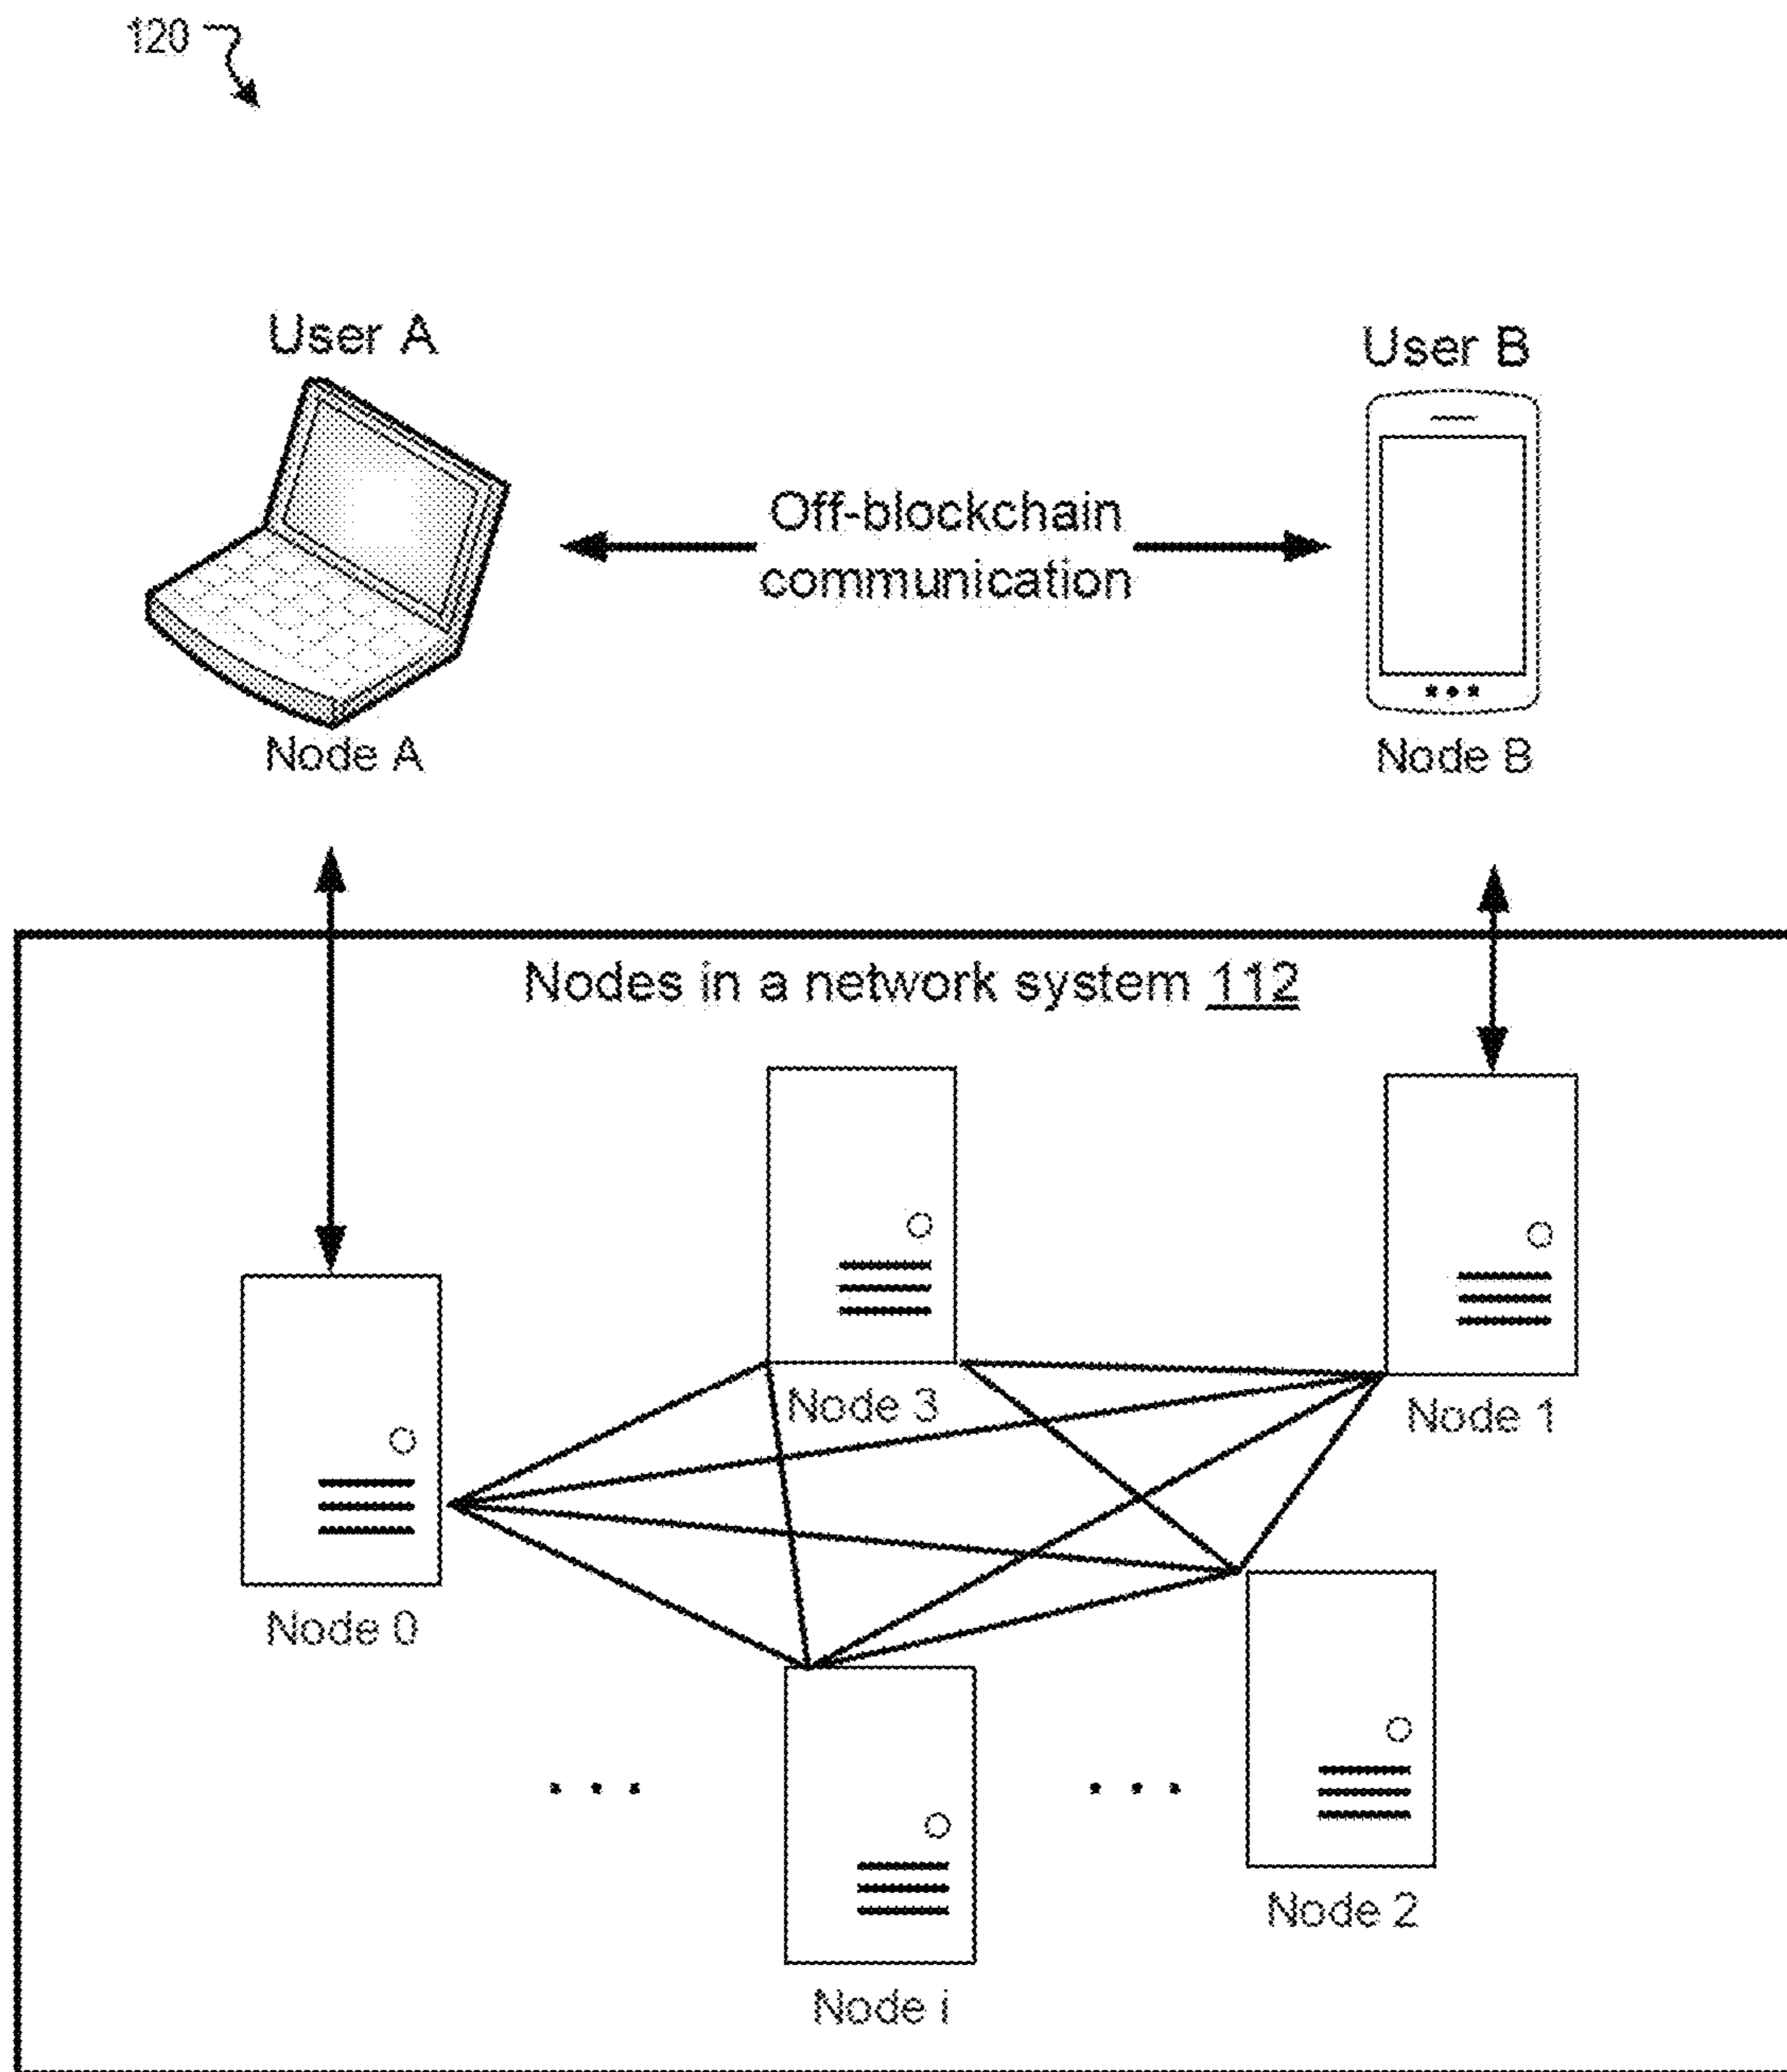 120
User A
User B
Off-blockchain
communication
Node A
Node B
Nodes in a network system 112
Node 3
Node 1
Node 0
. . .
. . .
Node 2
Node i